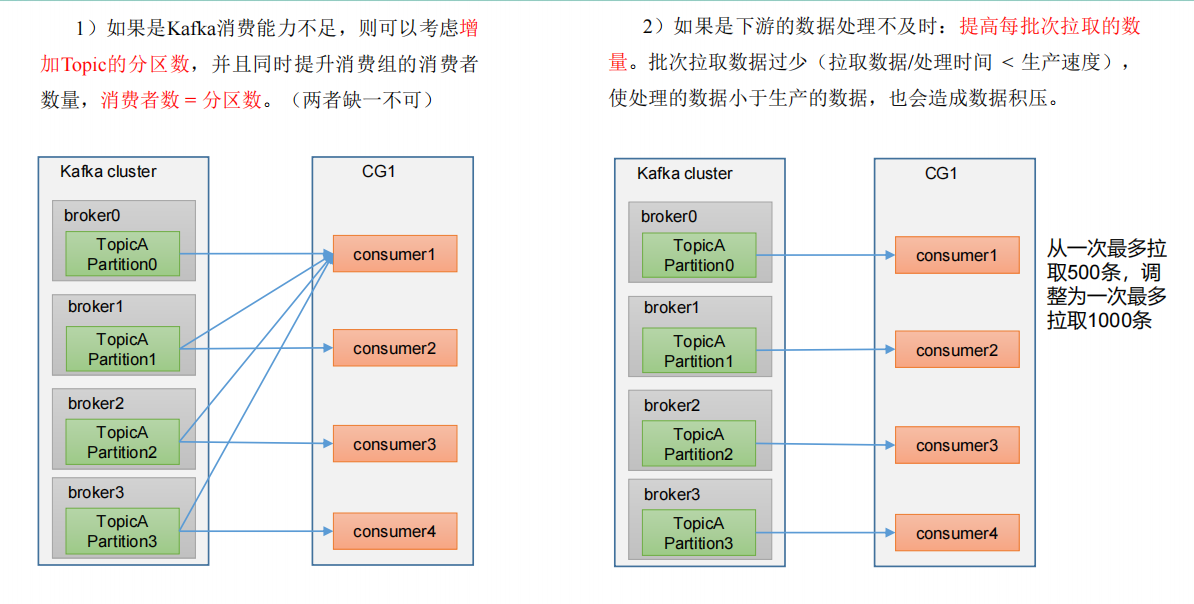 1）如果是Kafka消费能力不足，则可以考虑增
加Topic的分区数，并且同时提升消费组的消费者
数量，消费者数 = 分区数。（两者缺一不可）
Kafka cluster
broker0
TopicA
Partition0
broker1
TopicA
Partition1
broker2
TopicA
Partition2
broker3
TopicA
Partition3
CG1
consumer1
consumer2
consumer3
consumer4
2）如果是下游的数据处理不及时：提高每批次拉取的数
量。批次拉取数据过少（拉取数据/处理时间 < 生产速度），
使处理的数据小于生产的数据，也会造成数据积压。
Kafka cluster
broker0
TopicA
Partition0
broker1
TopicA
Partition1
broker2
TopicA
Partition2
broker3
TopicA
Partition3
CG1
consumer1
consumer2
consumer3
consumer4
从一次最多拉
取500条，调
整为一次最多
拉取1000条